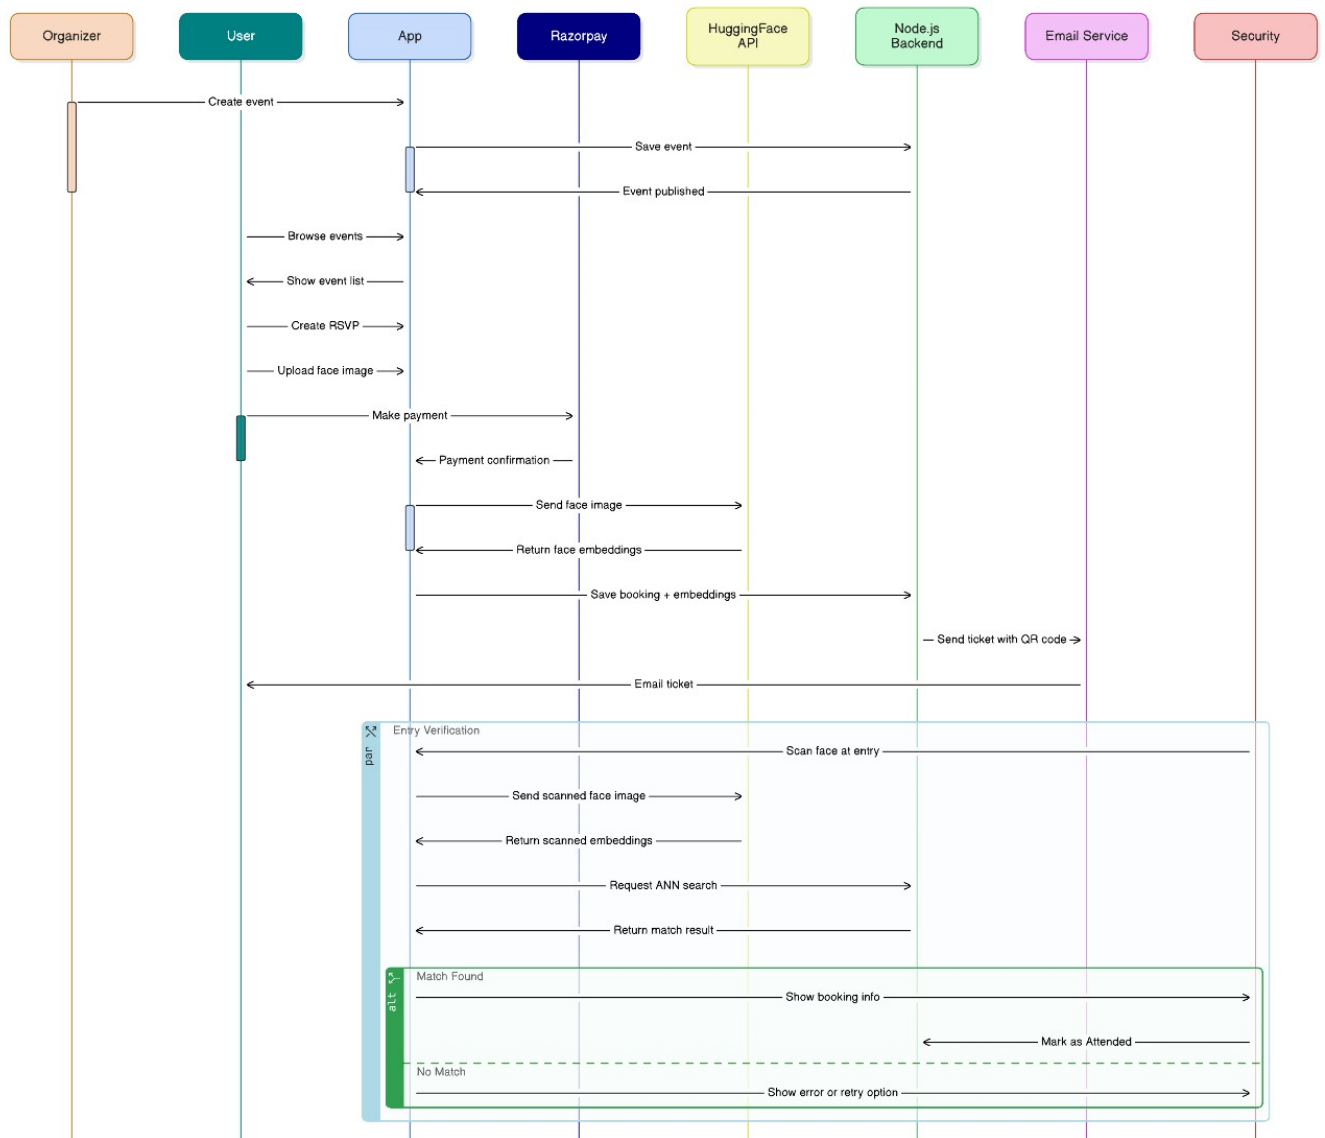 Organizer
User
App
Razorpay
HuggingFace
API
Node.js
Backend
Email Service
Security
Create event
Save event
Event published
Browse events
Show event list
Create RSVP
Upload face image
Make payment
Payment confirmation
Send face image
Return face embeddings
Save booking + embeddings
Send ticket with QR code
Email ticket
par
Entry Verification
Scan face at entry
Send scanned face image
Return scanned embeddings
Request ANN search
Return match result
alt
Match Found
Show booking info
Mark as Attended
No Match
Show error or retry option